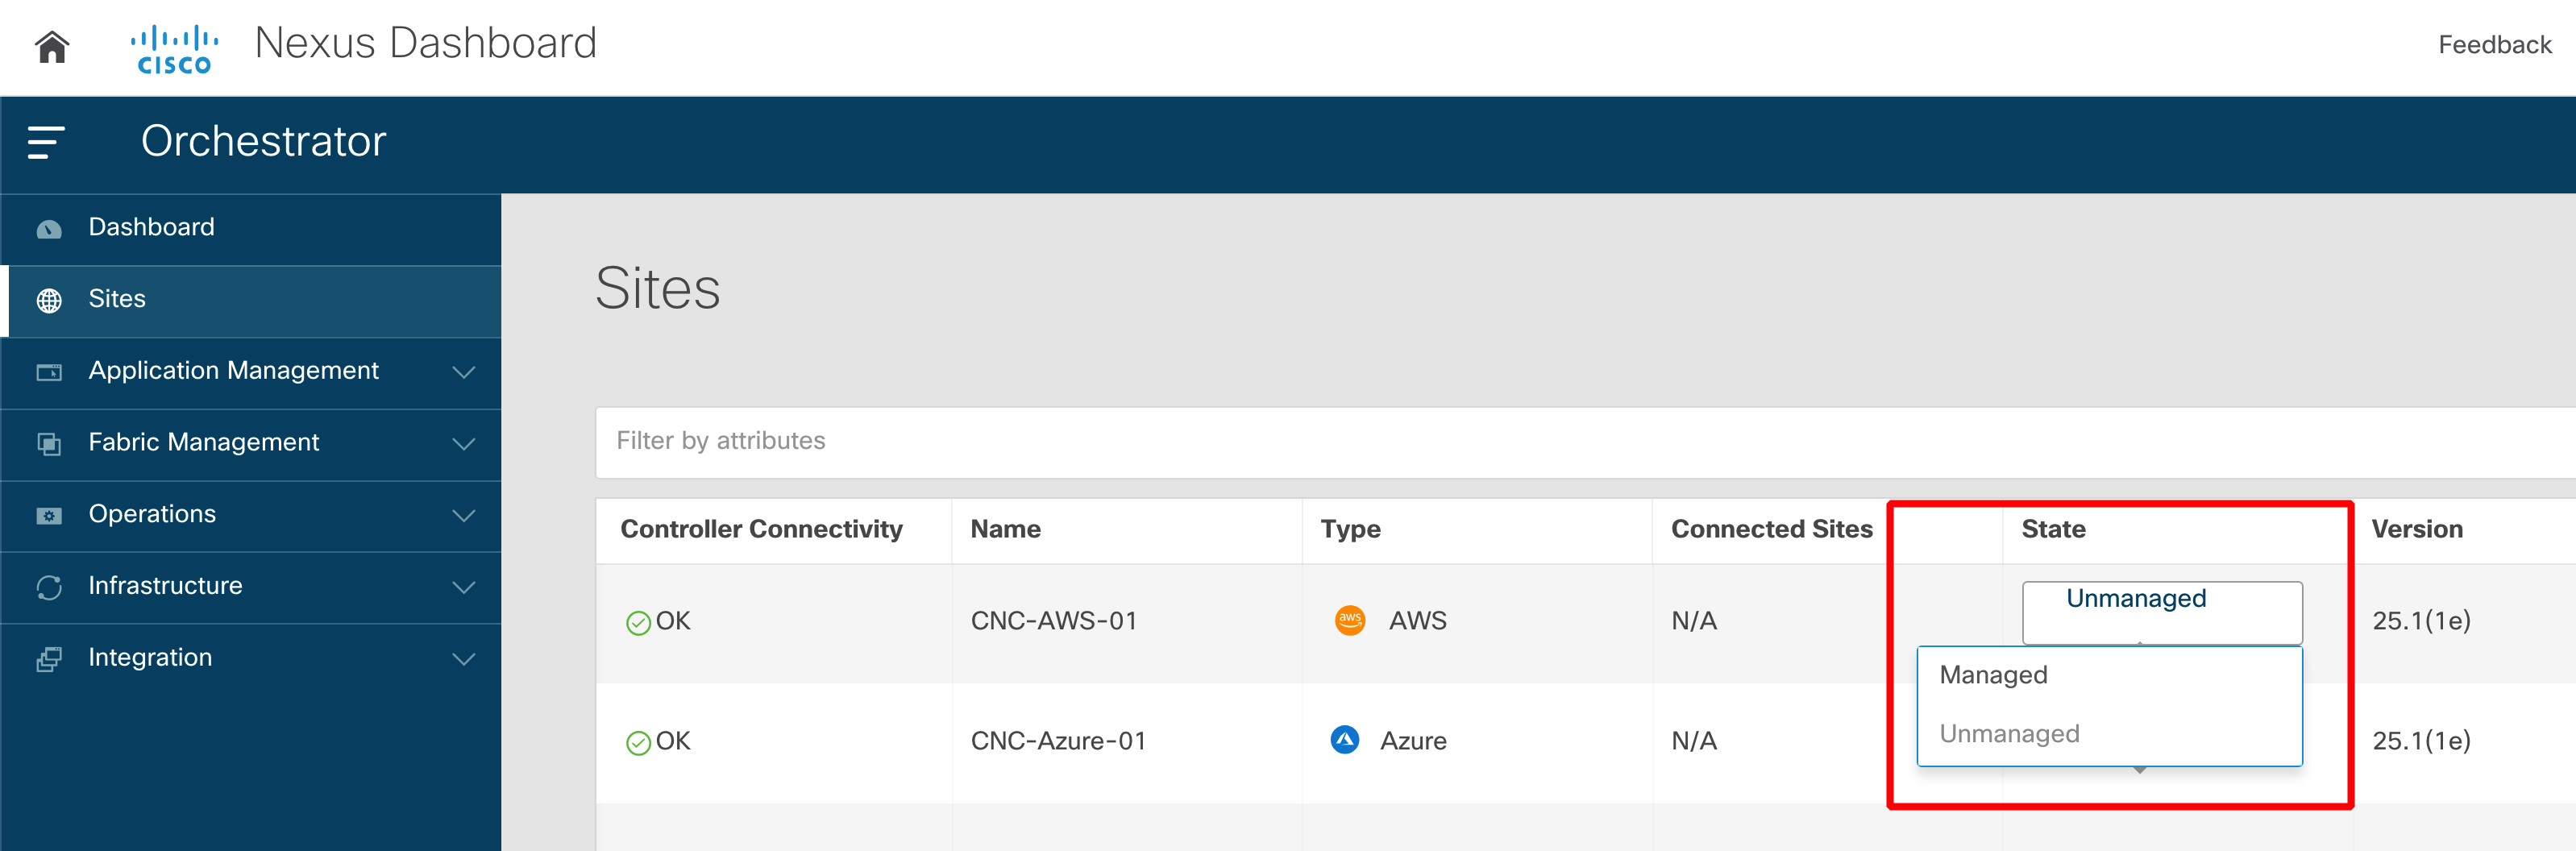 CISCO Nexus Dashboard Feedback
Orchestrator
Dashboard
Sites
Application Management
Fabric Management
Operations
Infrastructure
Integration
Sites
Filter by attributes
Controller Connectivity Name Type Connected Sites State Version
OK CNC-AWS-01 aws AWS N/A Unmanaged 25.1(1e)
Managed
Unmanaged
OK CNC-Azure-01 Azure N/A 25.1(1e)